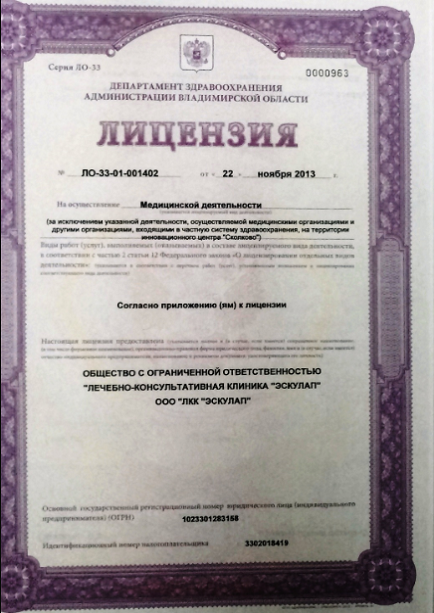 Серия ЛО-33
0000963
ДЕПАРТАМЕНТ ЗДРАВООХРАНЕНИЯ
АДМИНИСТРАЦИИ ВЛАДИМИРСКОЙ ОБЛАСТИ
ЛИЦЕНЗИЯ
№ ЛО-33-01-001402 от « 22 » ноября 2013 г.
На осуществление Медицинской деятельности
(за исключением указанной деятельности, осуществляемой медицинскими организациями и
другими организациями, входящими в частную систему здравоохранения, на территории
инновационного центра "Сколково")
Виды работ (услуг), выполняемых (оказываемых) в составе лицензируемого вида деятельности,
в соответствии с частью 2 статьи 12 Федерального закона «О лицензировании отдельных видов
деятельности»:
Согласно приложению (ям) к лицензии
Настоящая лицензия предоставлена
ОБЩЕСТВО С ОГРАНИЧЕННОЙ ОТВЕТСТВЕННОСТЬЮ
"ЛЕЧЕБНО-КОНСУЛЬТАТИВНАЯ КЛИНИКА "ЭСКУЛАП"
ООО "ЛКК "ЭСКУЛАП"
Основной государственный регистрационный номер юридического лица (индивидуального
предпринимателя) (ОГРН) 1023301283158
Идентификационный номер налогоплательщика 3302018419